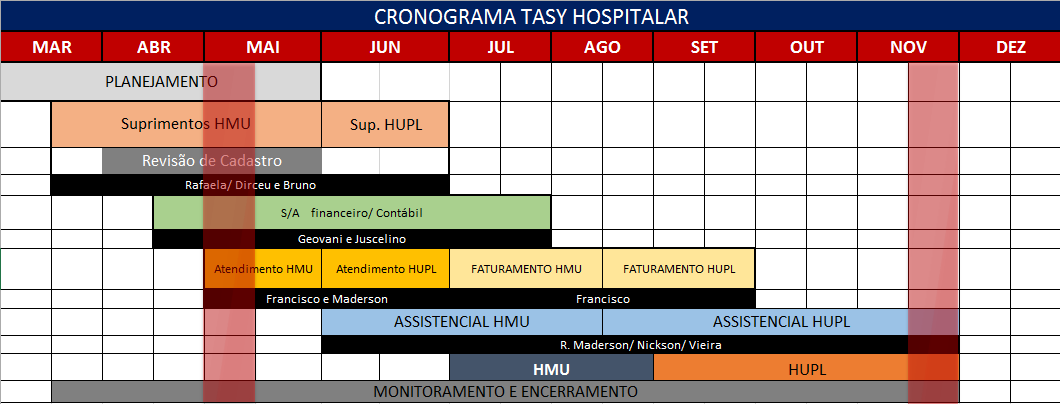 CRONOGRAMA TASY HOSPITALAR
MAR ABR MAI JUN JUL AGO SET OUT NOV DEZ
PLANEJAMENTO
Suprimentos HMU Sup. HUPL
Revisão de Cadastro
Rafaela/ Dirceu e Bruno
S/A financeiro/ Contábil
Geovani e Juscelino
Atendimento HMU Atendimento HUPL FATURAMENTO HMU FATURAMENTO HUPL
Francisco e Maderson Francisco
ASSISTENCIAL HMU ASSISTENCIAL HUPL
R. Maderson/ Nickson/ Vieira
HMU HUPL
MONITORAMENTO E ENCERRAMENTO